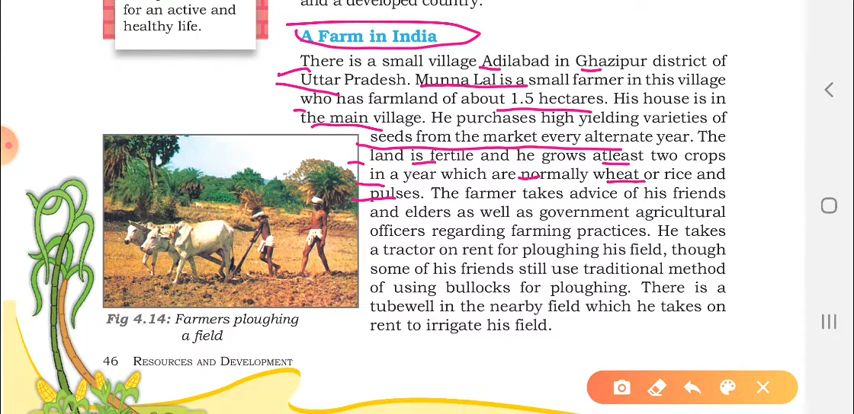 and a developed country.
for an active and
healthy life.
A Farm in India
There is a small village Adilabad in Ghazipur district of
Uttar Pradesh. Munna Lal is a small farmer in this village
who has farmland of about 1.5 hectares. His house is in
the main village. He purchases high yielding varieties of
seeds from the market every alternate year. The
land is fertile and he grows atleast two crops
in a year which are normally wheat or rice and
pulses. The farmer takes advice of his friends
and elders as well as government agricultural
officers regarding farming practices. He takes
a tractor on rent for ploughing his field, though
some of his friends still use traditional method
of using bullocks for ploughing. There is a
tubewell in the nearby field which he takes on
rent to irrigate his field.
Fig 4.14: Farmers ploughing
a field
46 RESOURCES AND DEVELOPMENT